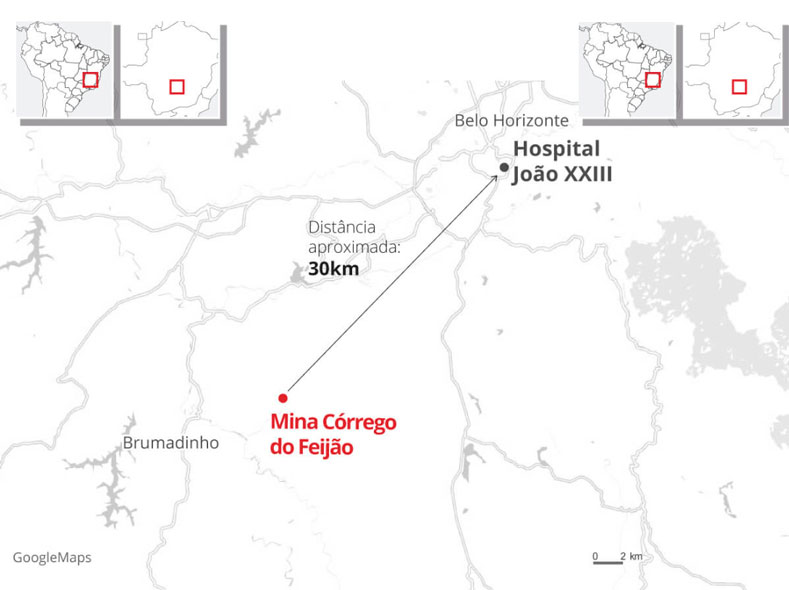 Belo Horizonte
Hospital
João XXIII
Distância
aproximada:
30km
Mina Córrego
do Feijão
Brumadinho
GoogleMaps
0 2 km